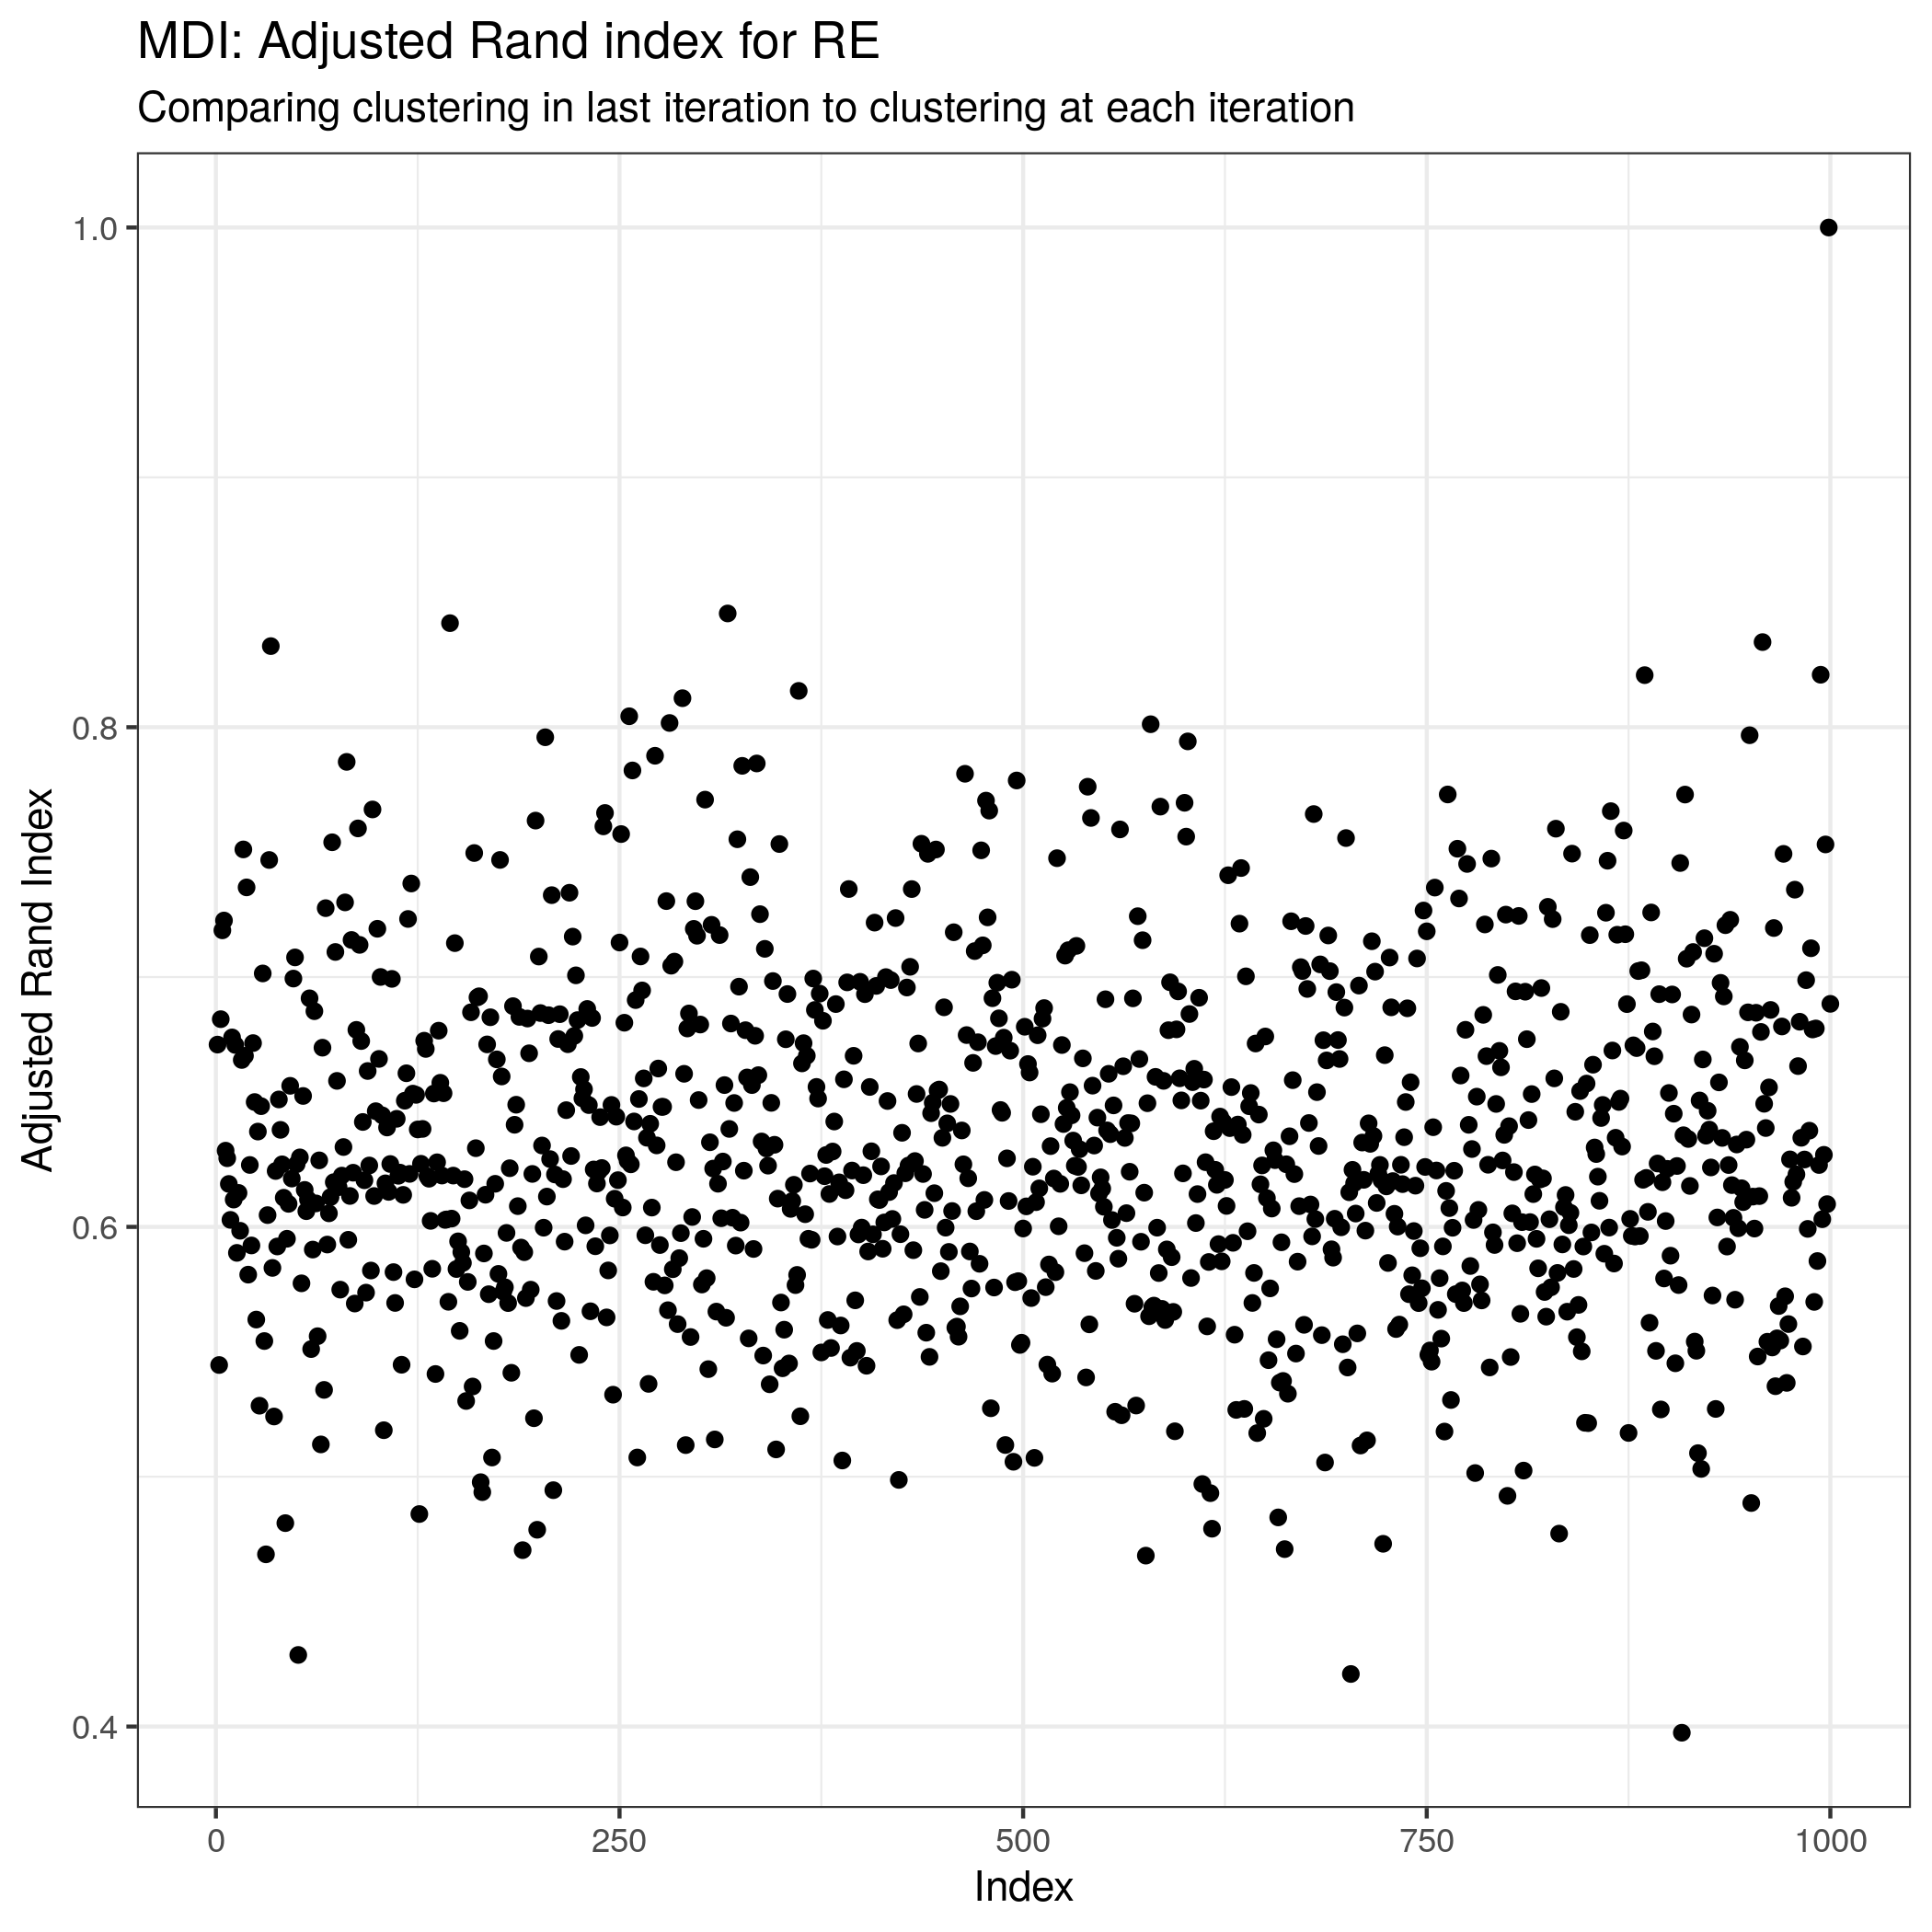 MDI: Adjusted Rand index for RE
Comparing clustering in last iteration to clustering at each iteration
Adjusted Rand Index
1.0
0.8
0.6
0.4
0 250 500 750 1000
Index